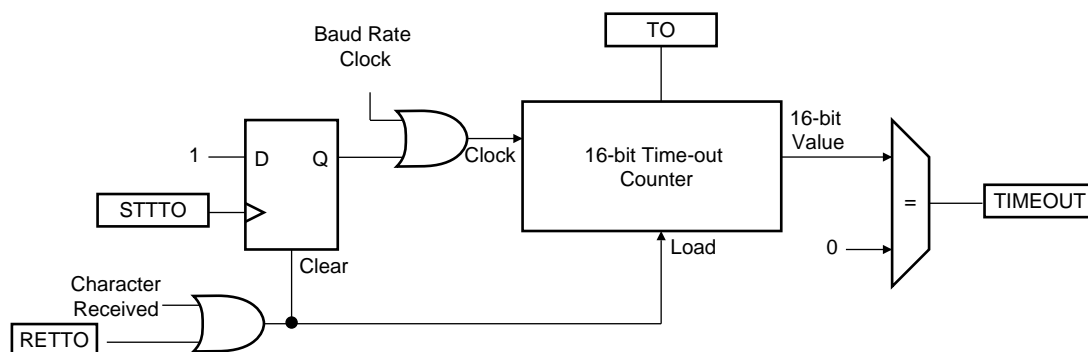 TO
Baud Rate
Clock
16-bit
Value
1
D
Q
Clock
16-bit Time-out
Counter
=
TIMEOUT
STTTO
0
Load
Clear
Character
Received
RETTO